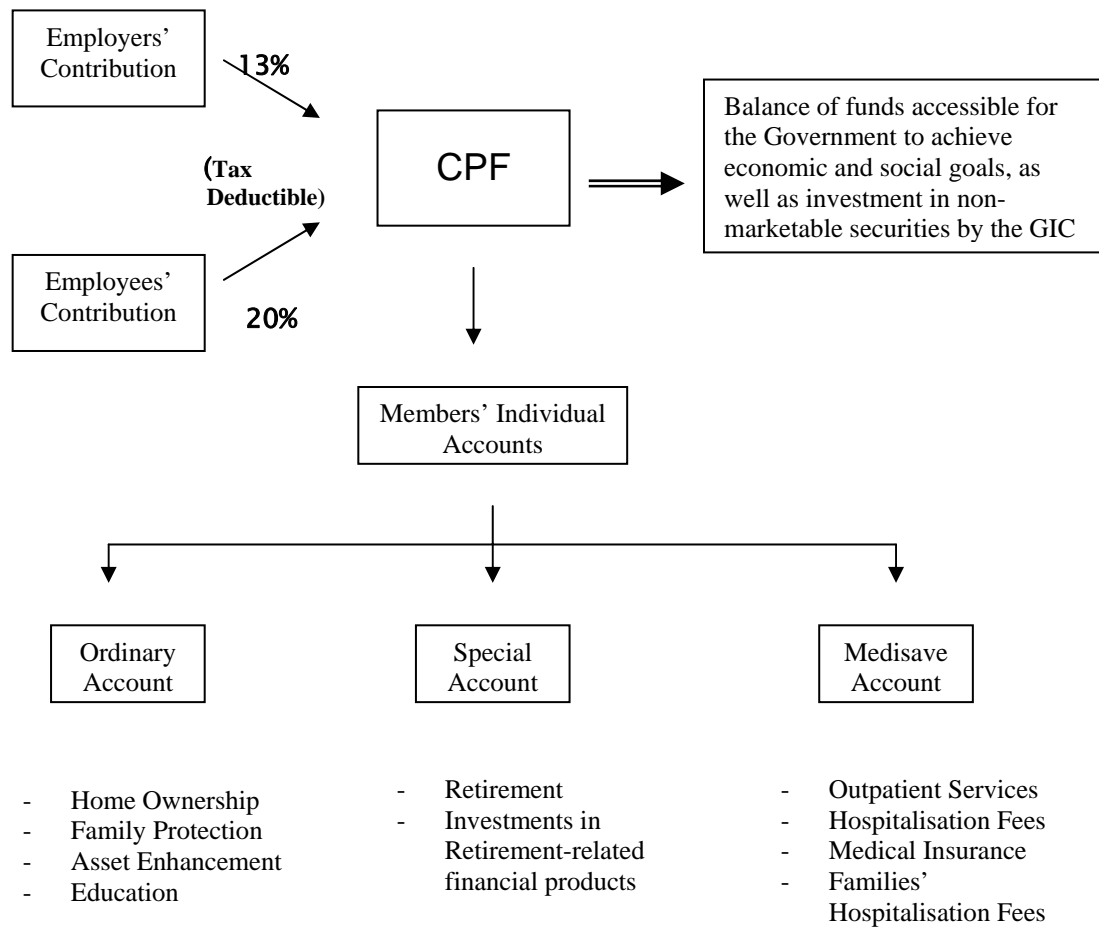 Employers’
Contribution
13%
(Tax
Deductible)
Employees’
Contribution
20%
CPF
Balance of funds accessible for
the Government to achieve
economic and social goals, as
well as investment in non-
marketable securities by the GIC
Members’ Individual
Accounts
Ordinary
Account
Special
Account
Medisave
Account
- Home Ownership
- Family Protection
- Asset Enhancement
- Education
- Retirement
- Investments in
Retirement-related
financial products
- Outpatient Services
- Hospitalisation Fees
- Medical Insurance
- Families’
Hospitalisation Fees